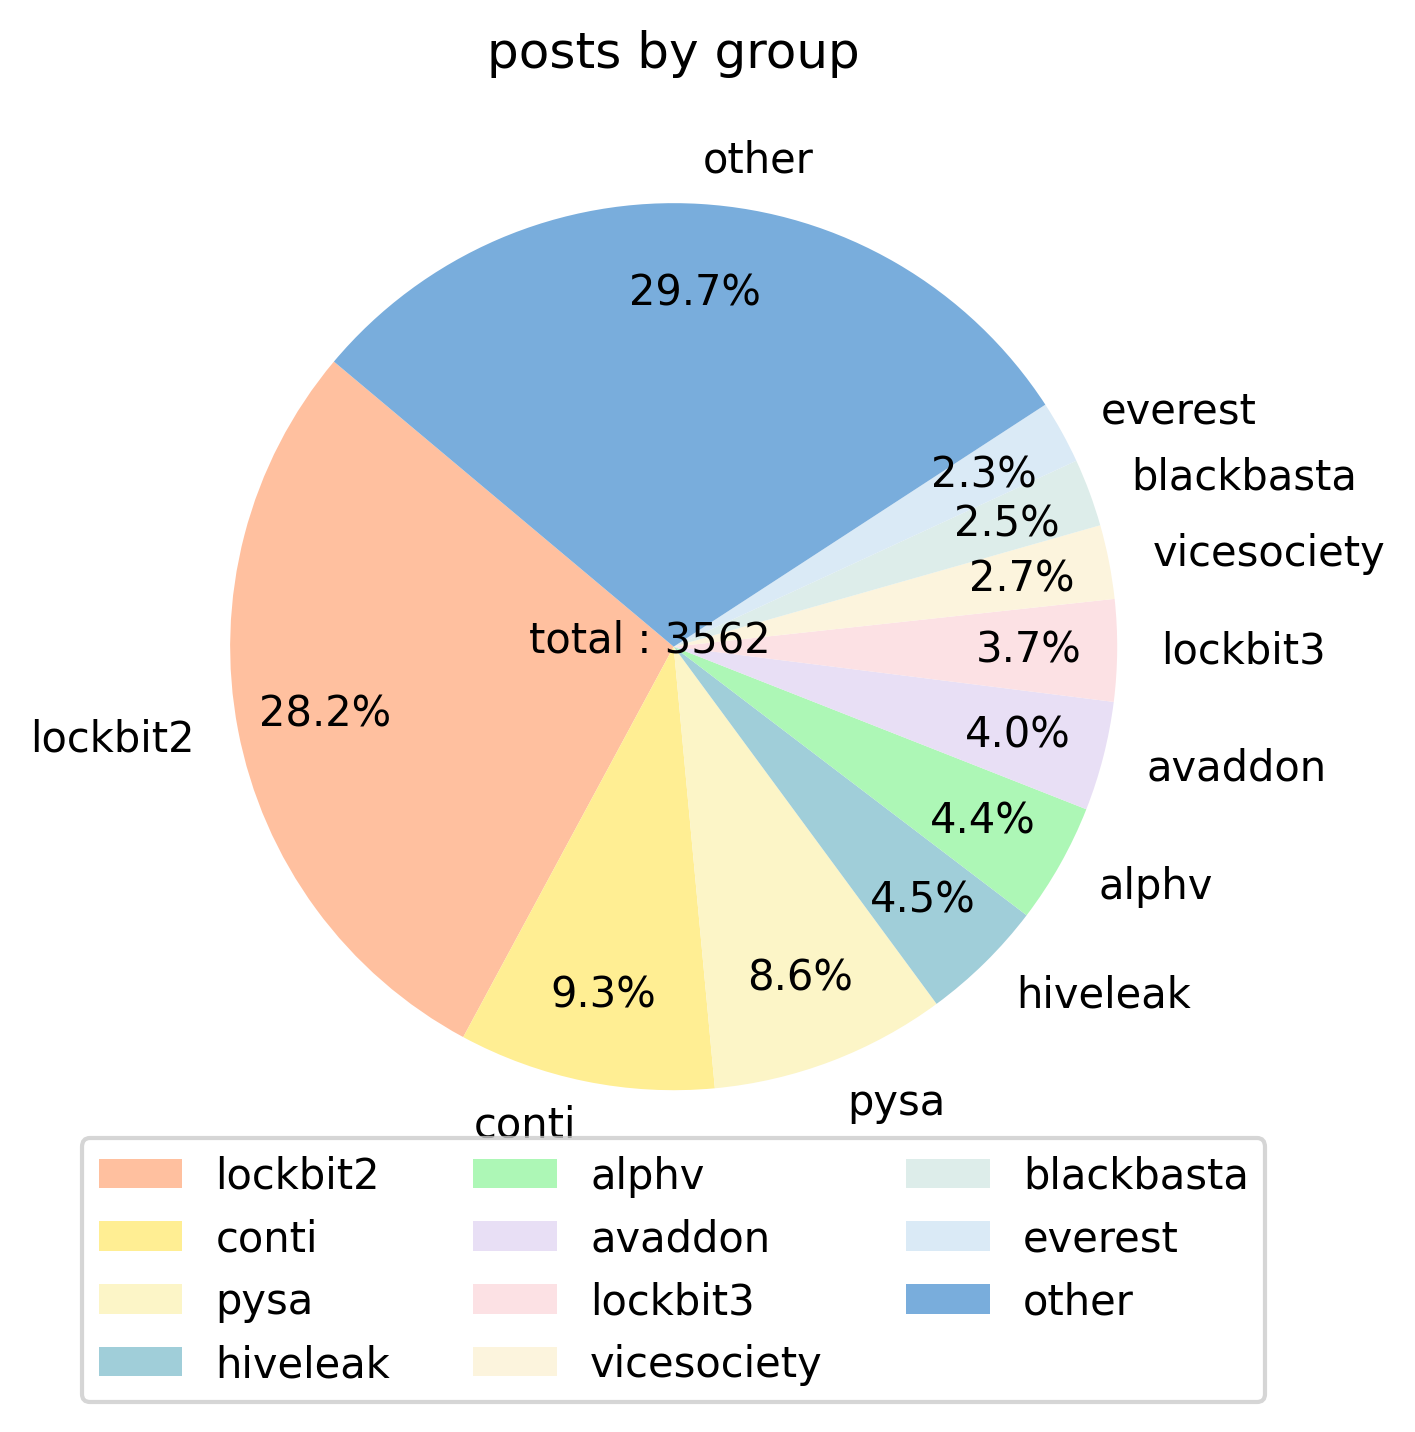 posts by group
other
29.7%
everest
2.3%
blackbasta
2.5%
vicesociety
2.7%
total : 3562
3.7%
lockbit3
28.2%
lockbit2
4.0%
avaddon
4.4%
alphv
4.5%
hiveleak
8.6%
9.3%
pysa
conti
lockbit2
conti
pysa
hiveleak
alphv
avaddon
lockbit3
vicesociety
blackbasta
everest
other